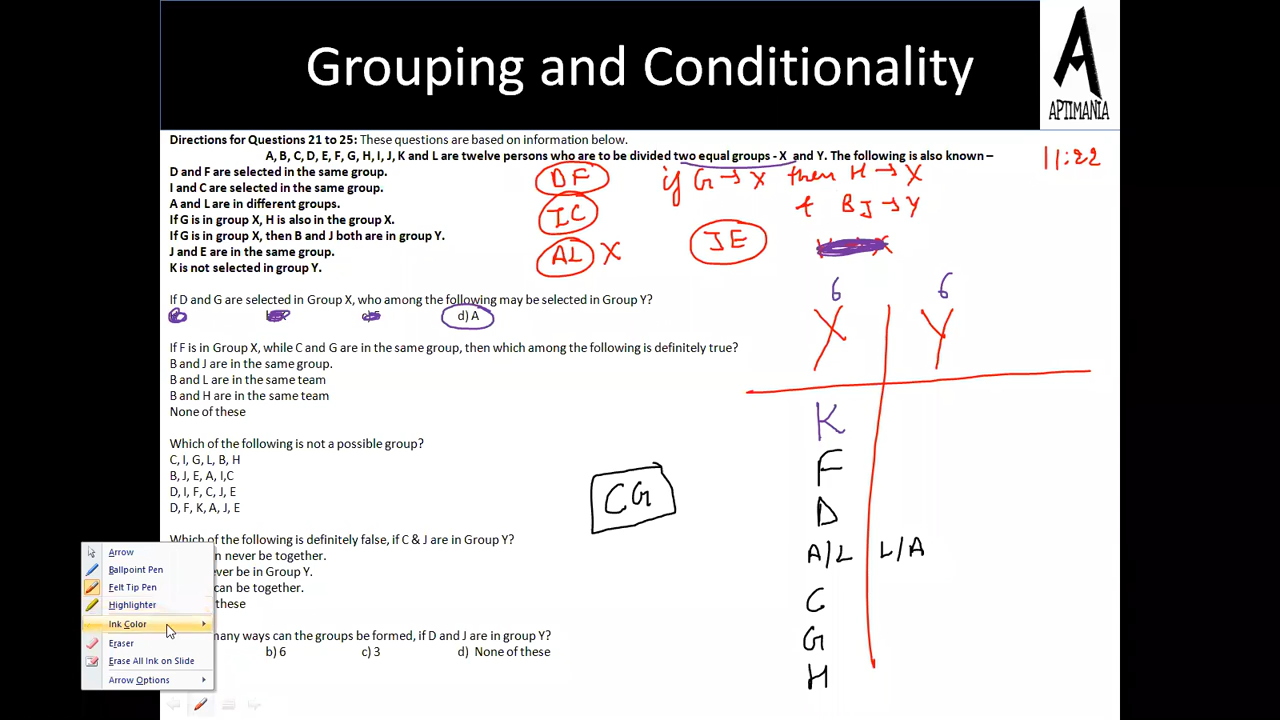 Grouping and Conditionality
A
APTIMANIA
Directions for Questions 21 to 25: These questions are based on information below.
A, B, C, D, E, F, G, H, I, J, K and L are twelve persons who are to be divided two equal groups - X and Y. The following is also known –
11:22
D and F are selected in the same group.
I and C are selected in the same group.
A and L are in different groups.
If G is in group X, H is also in the group X.
If G is in group X, then B and J both are in group Y.
J and E are in the same group.
K is not selected in group Y.
DF
if G → X then H → X
IC
& BJ → Y
AL X
JE
If D and G are selected in Group X, who among the following may be selected in Group Y?
d) A
If F is in Group X, while C and G are in the same group, then which among the following is definitely true?
B and J are in the same group.
B and L are in the same team
B and H are in the same team
None of these
Which of the following is not a possible group?
C, I, G, L, B, H
B, J, E, A, I,C
D, I, F, C, J, E
D, F, K, A, J, E
Which of the following is definitely false, if C & J are in Group Y?
n never be together.
ever be in Group Y.
can be together.
these
many ways can the groups be formed, if D and J are in group Y?
b) 6 c) 3 d) None of these
6 6
X Y
K
F
D
A/L L/A
C
G
H
CG
Arrow
Ballpoint Pen
Felt Tip Pen
Highlighter
Ink Color
Eraser
Erase All Ink on Slide
Arrow Options